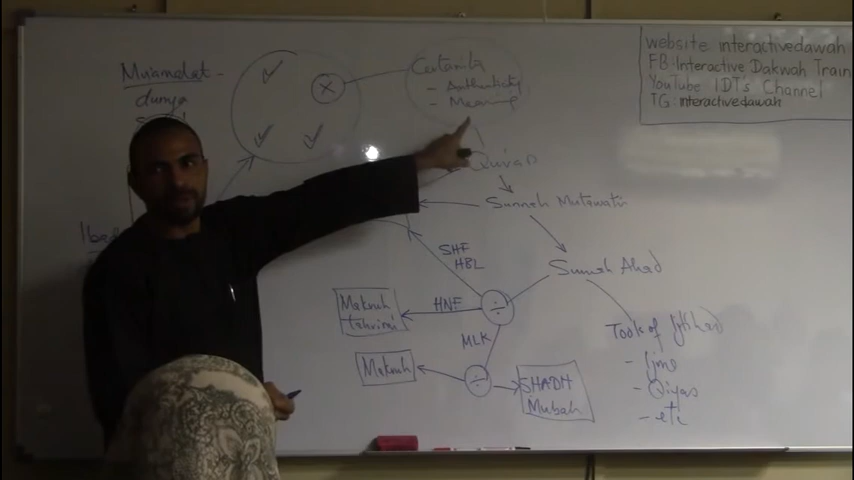 Mu'amalat -
dunya
Certainty
- Authenticity
- Meaning
website interactivedawah
FB: Interactive Dakwah Train
YouTube IDT's Channel
TG: interactivedawah
Quran
Sunnah Mutawatir
SHF
HBL
Sunnah Ahad
Makruh
tahrimi
HNF
÷
MLK
Makruh
÷
SHADH
Mubah
Tools of Ijtihad
- Ijma
- Qiyas
- etc